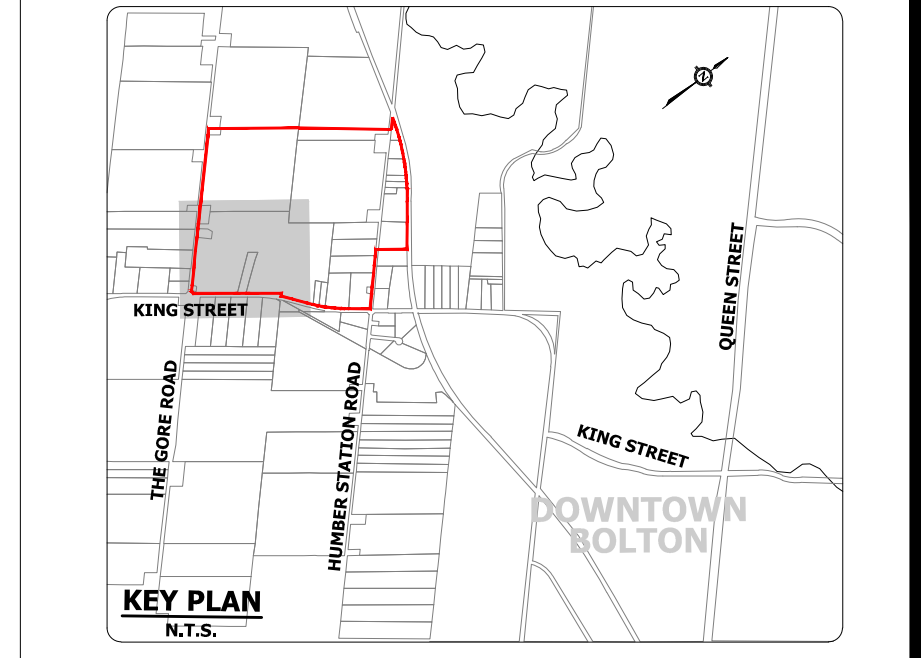 N
QUEEN STREET
KING STREET
THE GORE ROAD
HUMBER STATION ROAD
KING STREET
DOWNTOWN
BOLTON
KEY PLAN
N.T.S.